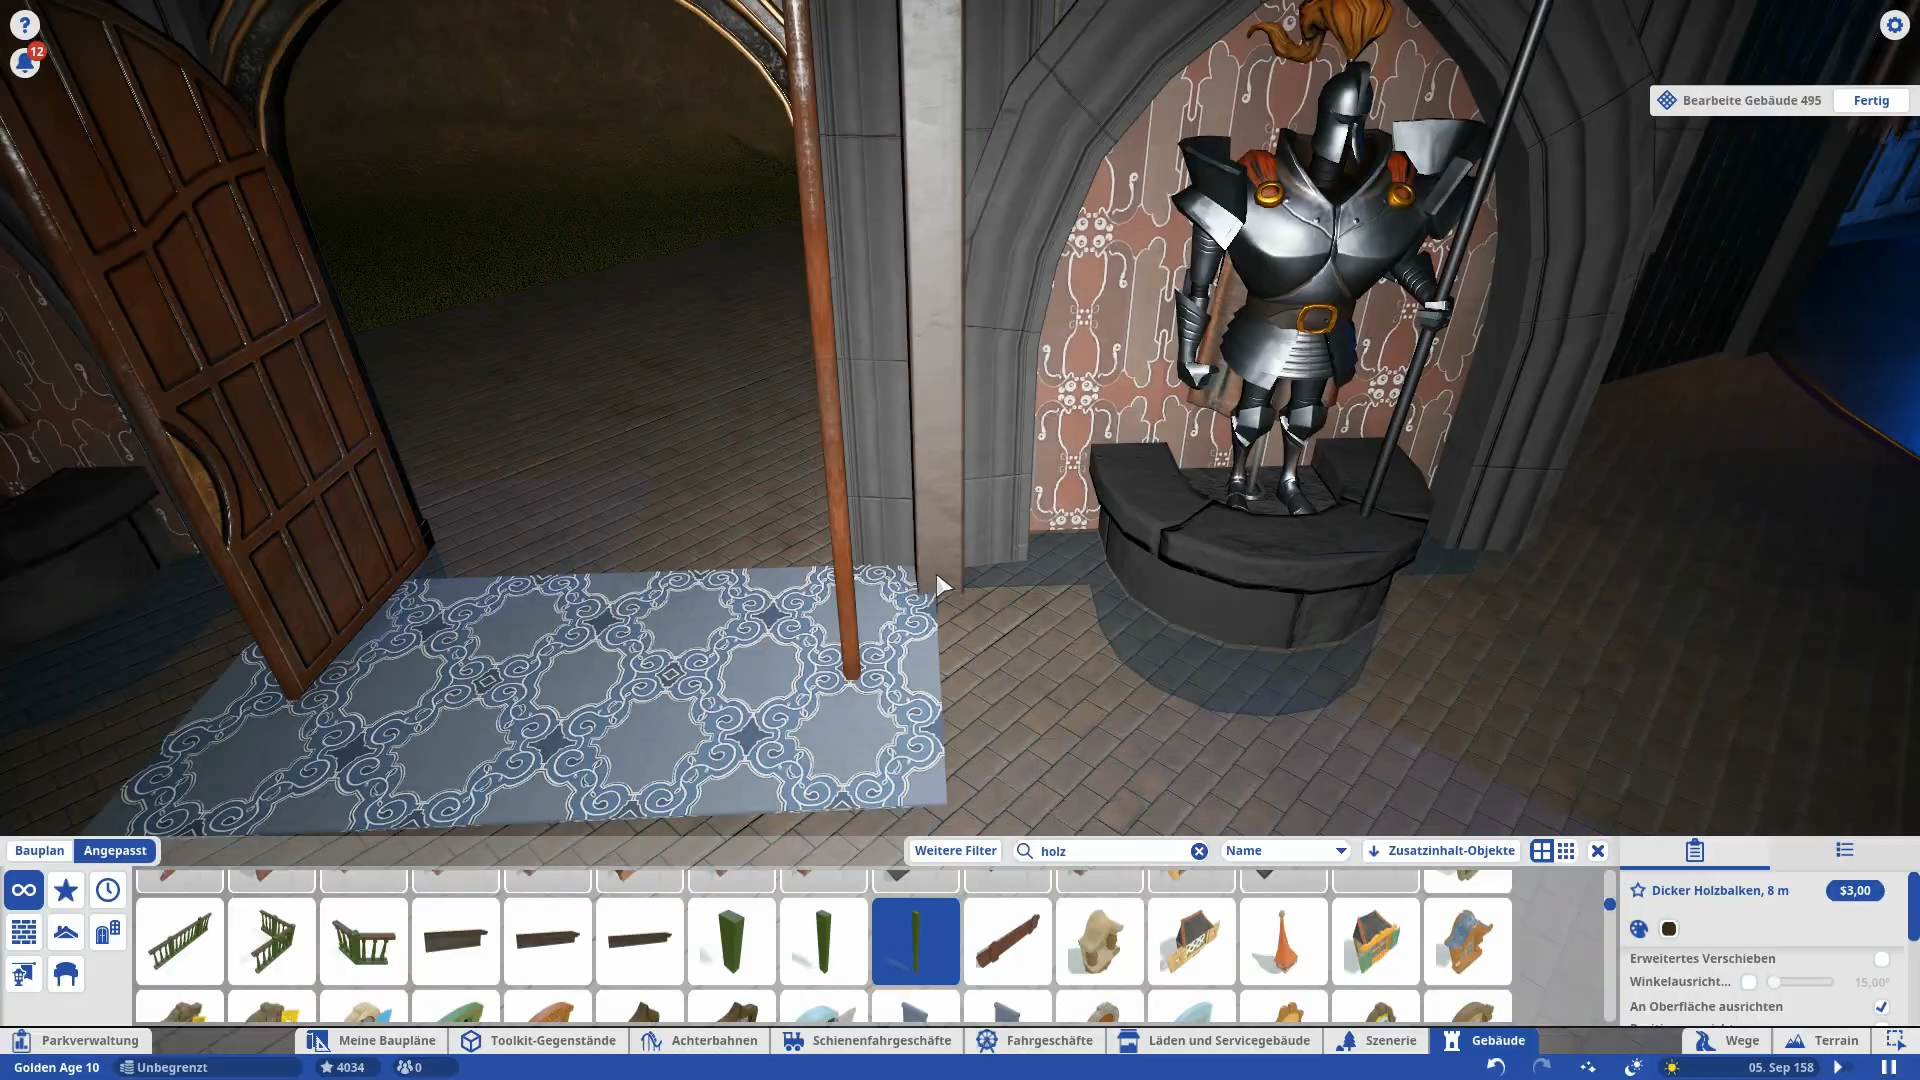 ?
12
Bearbeite Gebäude 495
Fertig
Bauplan
Angepasst
Weitere Filter
holz
Name
Zusatzinhalt-Objekte
Dicker Holzbalken, 8 m
$3,00
Erweitertes Verschieben
Winkelausricht...
15,00°
An Oberfläche ausrichten
Parkverwaltung
Meine Baupläne
Toolkit-Gegenstände
Achterbahnen
Schienenfahrgeschäfte
Fahrgeschäfte
Läden und Servicegebäude
Szenerie
Gebäude
Wege
Terrain
Golden Age 10
Unbegrenzt
4034
0
05. Sep 158